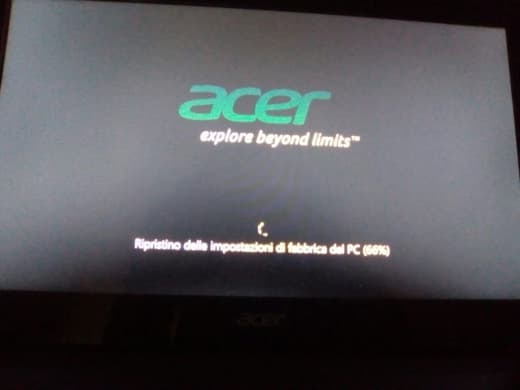 acer
explore beyond limits™
Ripristino delle impostazioni di fabbrica del PC (66%)
acer